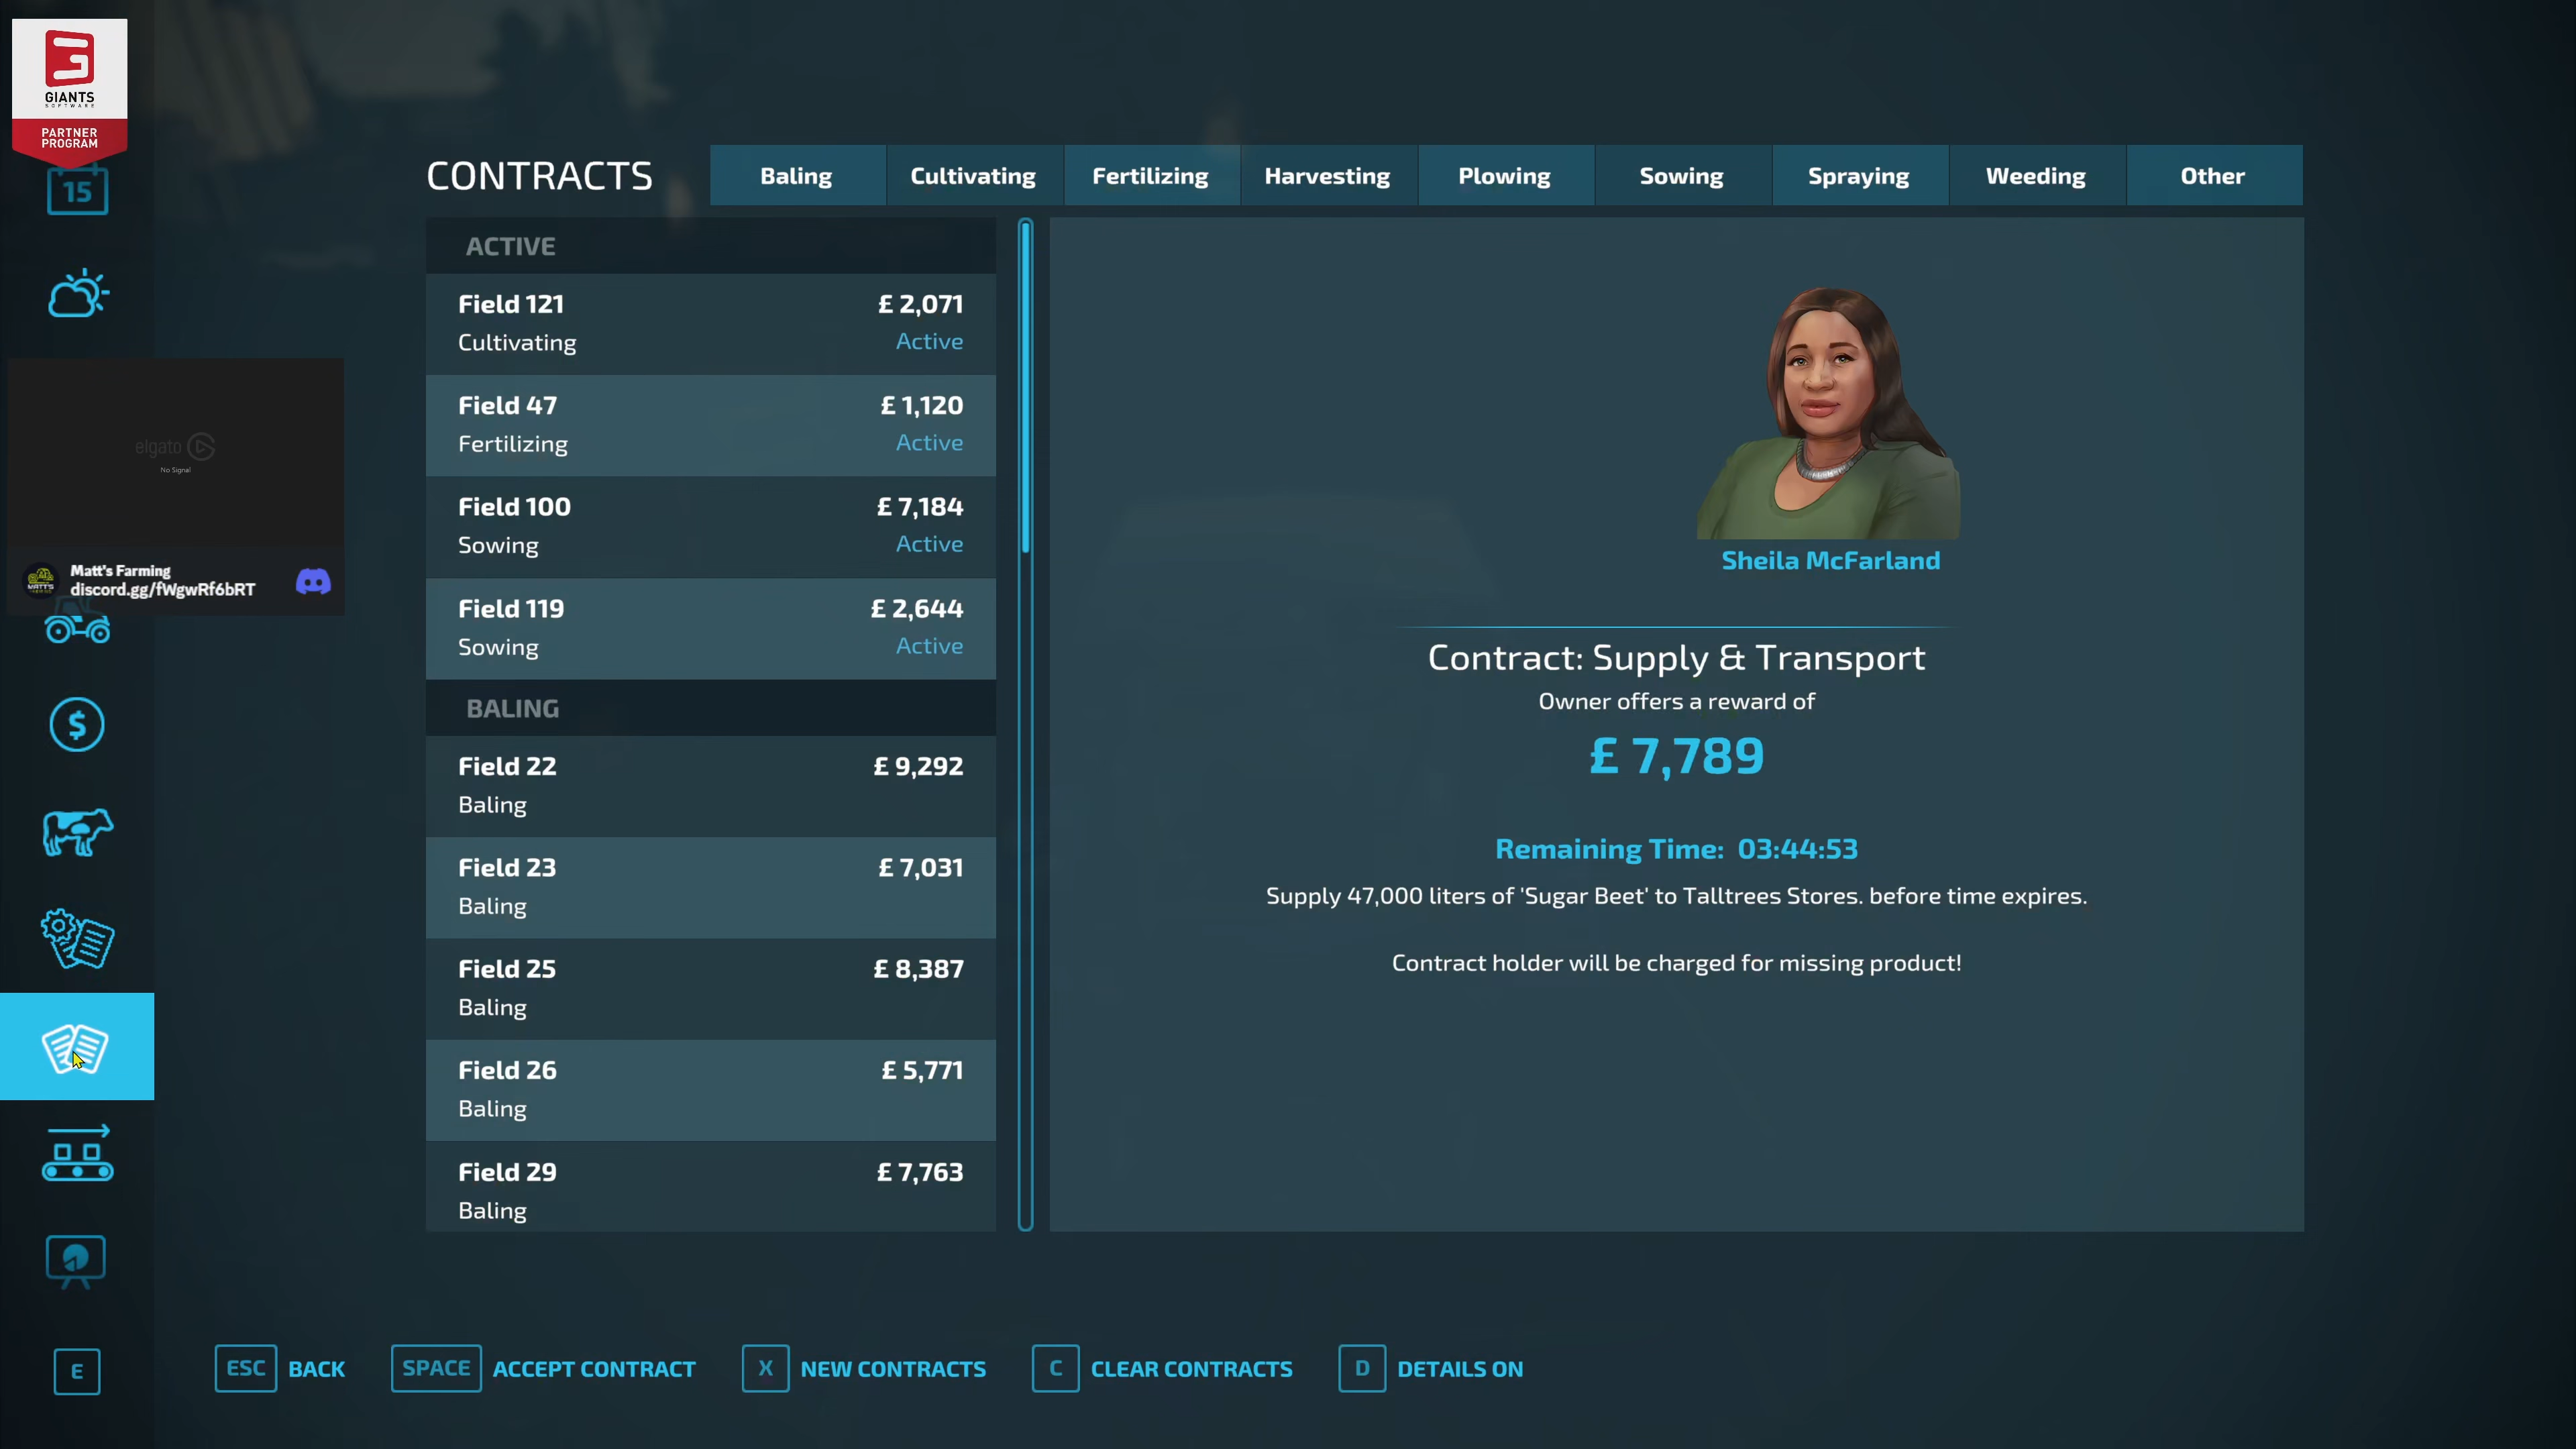 GIANTS
SOFTWARE
PARTNER
PROGRAM
15
elgato
No Signal
Matt's Farming
discord.gg/fWgwRf6bRT
$
E
CONTRACTS
Baling Cultivating Fertilizing Harvesting Plowing Sowing Spraying Weeding Other
ACTIVE
Field 121 £ 2,071
Cultivating Active
Field 47 £ 1,120
Fertilizing Active
Field 100 £ 7,184
Sowing Active
Field 119 £ 2,644
Sowing Active
BALING
Field 22 £ 9,292
Baling
Field 23 £ 7,031
Baling
Field 25 £ 8,387
Baling
Field 26 £ 5,771
Baling
Field 29 £ 7,763
Baling
Sheila McFarland
Contract: Supply & Transport
Owner offers a reward of
£ 7,789
Remaining Time: 03:44:53
Supply 47,000 liters of 'Sugar Beet' to Talltrees Stores. before time expires.
Contract holder will be charged for missing product!
ESC BACK SPACE ACCEPT CONTRACT X NEW CONTRACTS C CLEAR CONTRACTS D DETAILS ON